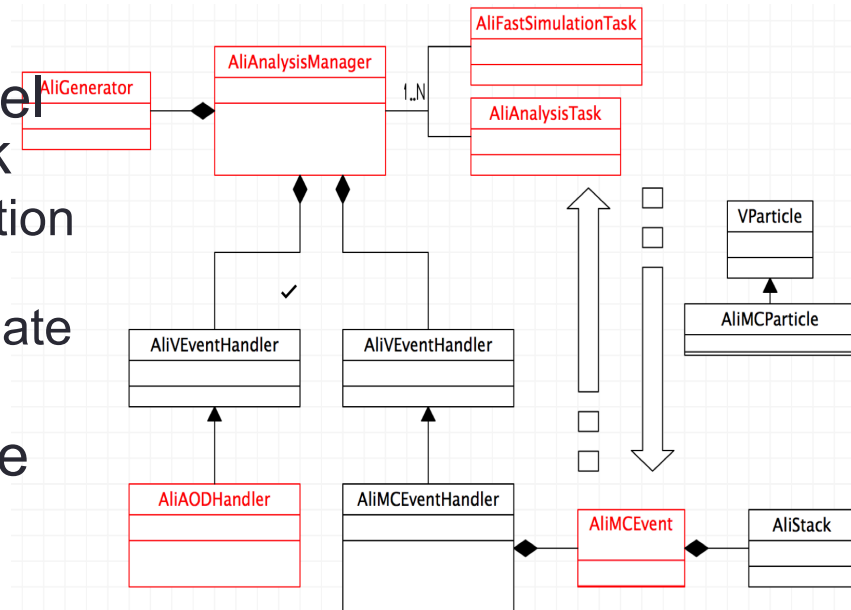 AliFastSimulationTask
AliAnalysisManager
AliGenerator
el
1..N
AliAnalysisTask
k
tion
VParticle
ate
AliVEventHandler
AliVEventHandler
AliMCParticle
e
AliAODHandler
AliMCEventHandler
AliMCEvent
AliStack